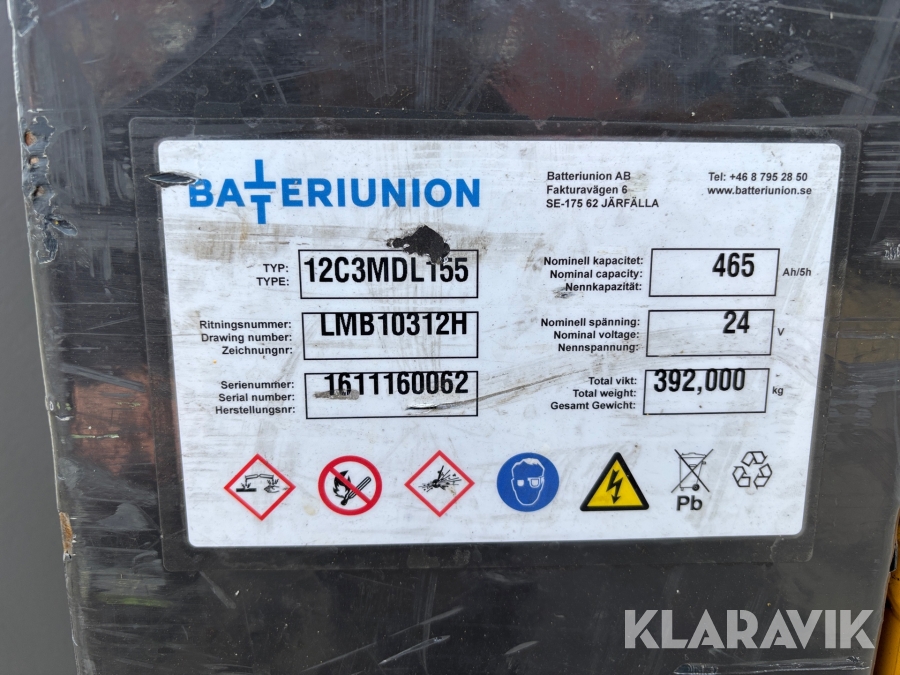 BATTERIUNION
Batteriunion AB
Fakturavägen 6
SE-175 62 JÄRFÄLLA
Tel: +46 8 795 28 50
www.batteriunion.se
TYP:
TYPE:
12C3MDL155
Nominell kapacitet:
Nominal capacity:
Nennkapazität:
465
Ah/5h
Ritningsnummer:
Drawing number:
Zeichnungnr:
LMB10312H
Nominell spänning:
Nominal voltage:
Nennspannung:
24
V
Serienummer:
Serial number:
Herstellungsnr:
1611160062
Total vikt:
Total weight:
Gesamt Gewicht:
392,000
kg
Pb
KLARAVIK